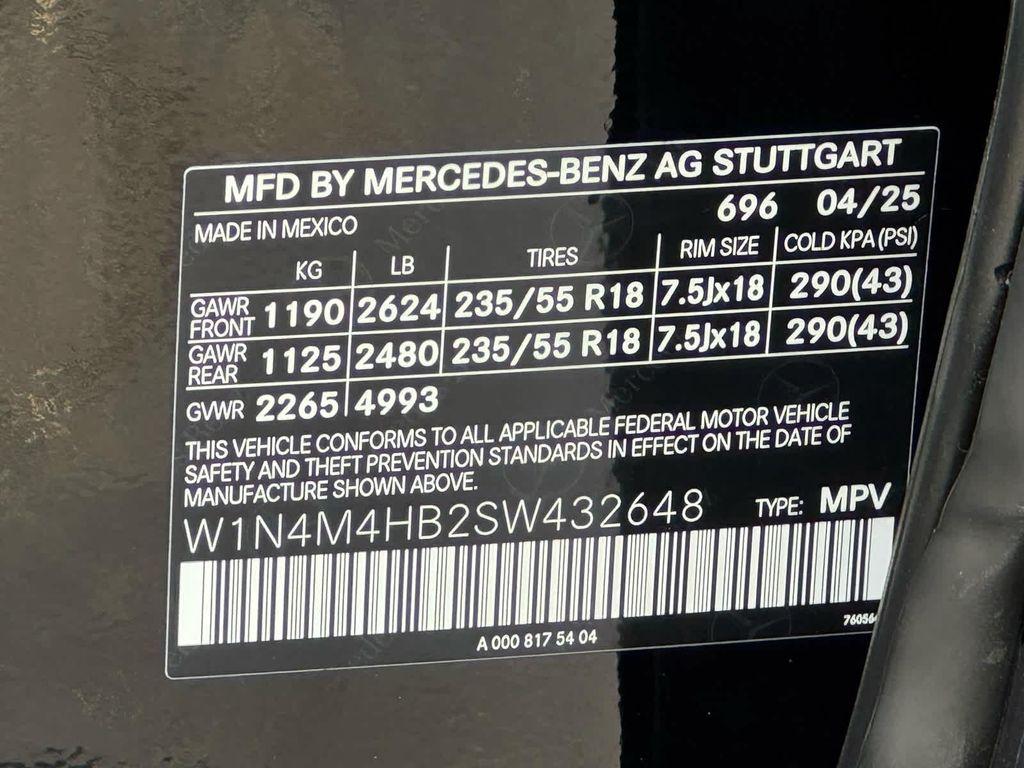 MFD BY MERCEDES-BENZ AG STUTTGART
MADE IN MEXICO 696 04/25
KG LB TIRES RIM SIZE COLD KPA (PSI)
GAWR FRONT 1190 2624 235/55 R18 7.5Jx18 290(43)
GAWR REAR 1125 2480 235/55 R18 7.5Jx18 290(43)
GVWR 2265 4993
THIS VEHICLE CONFORMS TO ALL APPLICABLE FEDERAL MOTOR VEHICLE
SAFETY AND THEFT PREVENTION STANDARDS IN EFFECT ON THE DATE OF
MANUFACTURE SHOWN ABOVE.
W1N4M4HB2SW432648 TYPE: MPV
A 000 817 54 04